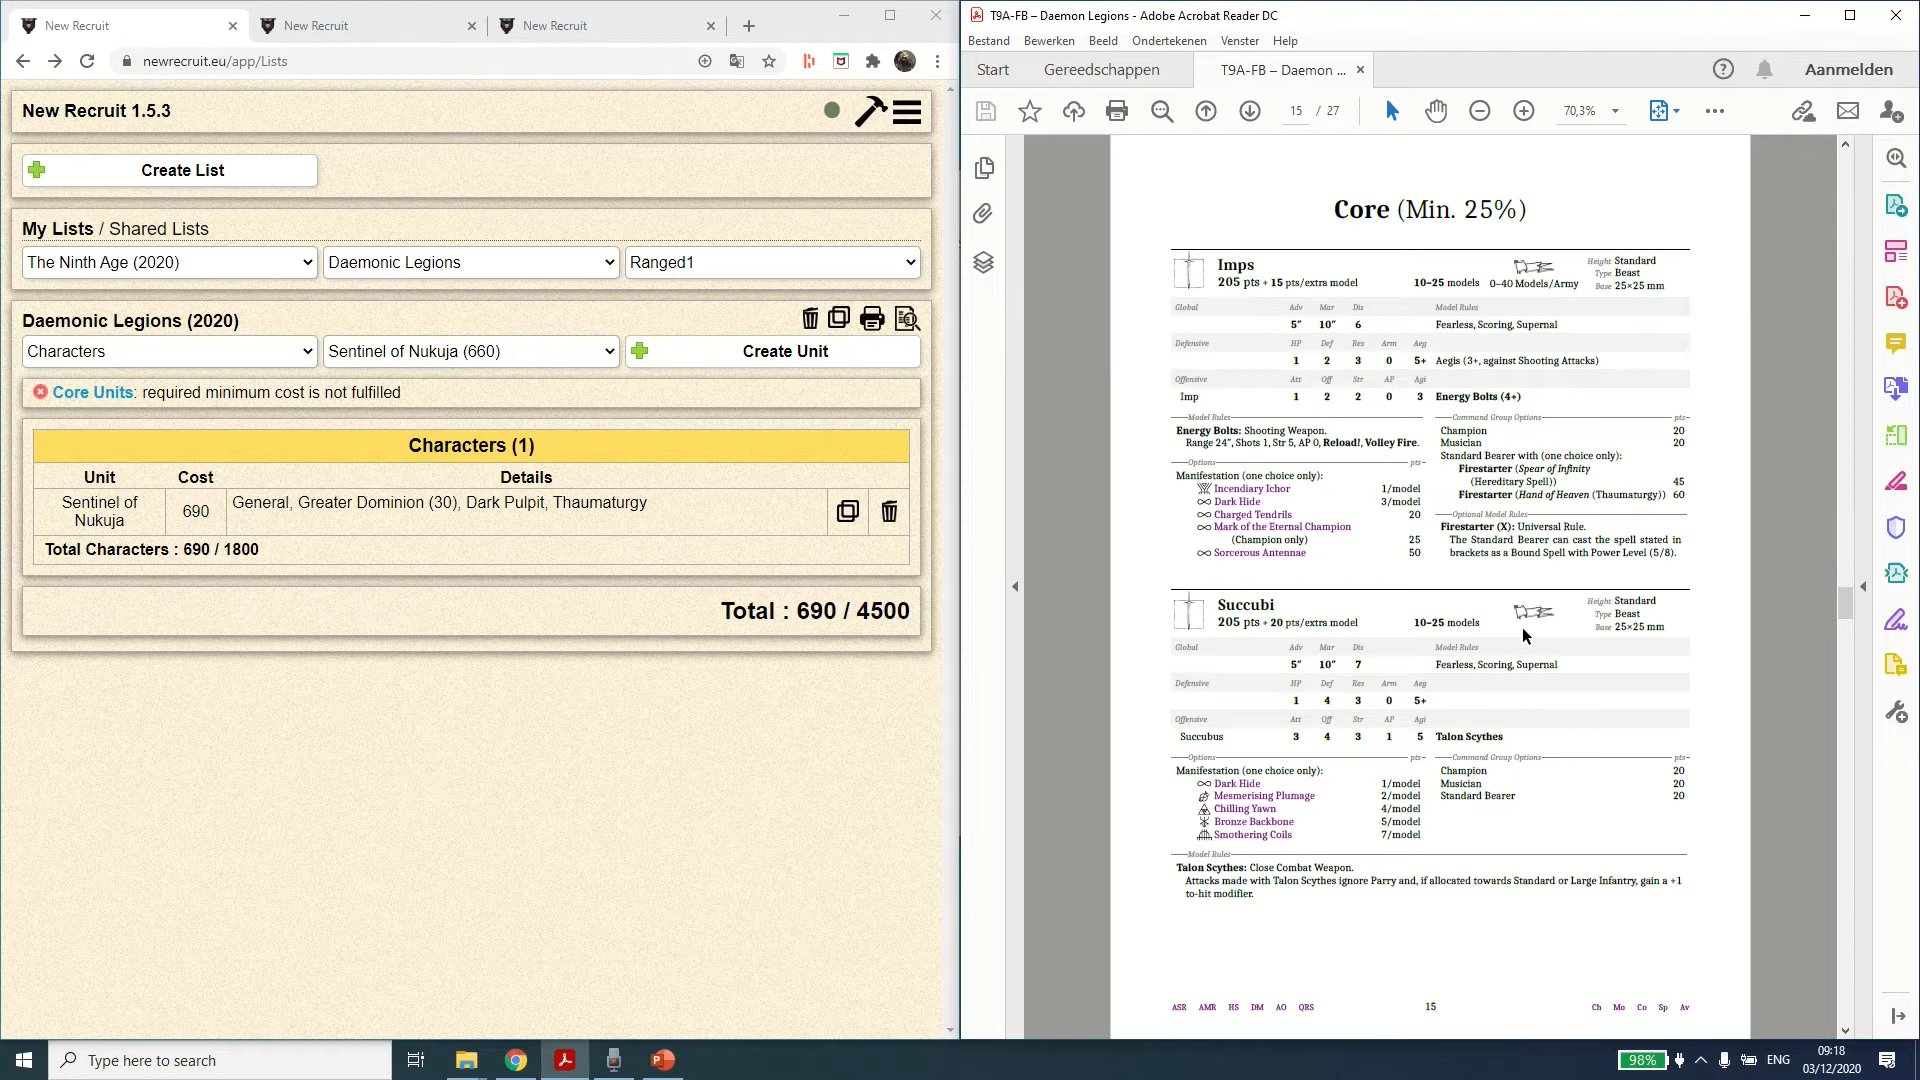 New Recruit
New Recruit
New Recruit
newrecruit.eu/app/Lists
New Recruit 1.5.3
Create List
My Lists / Shared Lists
The Ninth Age (2020)
Daemonic Legions
Ranged1
Daemonic Legions (2020)
Characters
Sentinel of Nukuja (660)
Create Unit
Core Units: required minimum cost is not fulfilled
Characters (1)
Unit Cost Details
Sentinel of Nukuja 690 General, Greater Dominion (30), Dark Pulpit, Thaumaturgy
Total Characters : 690 / 1800
Total : 690 / 4500
T9A-FB – Daemon Legions - Adobe Acrobat Reader DC
Bestand Bewerken Beeld Ondertekenen Venster Help
Start Gereedschappen T9A-FB – Daemon ... Aanmelden
15 / 27 70,3%
Core (Min. 25%)
Imps
205 pts + 15 pts/extra model 10–25 models 0–40 Models/Army
Height Standard
Type Beast
Base 25×25 mm
Global Adv Mar Dis Model Rules
5″ 10″ 6 Fearless, Scoring, Supernal
Defensive HP Def Res Arm Aeg
1 2 3 0 5+ Aegis (3+, against Shooting Attacks)
Offensive Att Off Str AP Agi
Imp 1 2 2 0 3 Energy Bolts (4+)
Model Rules
Energy Bolts: Shooting Weapon.
Range 24″, Shots 1, Str 5, AP 0, Reload!, Volley Fire.
Options pts
Manifestation (one choice only):
Incendiary Ichor 1/model
Dark Hide 3/model
Charged Tendrils 20
Mark of the Eternal Champion
(Champion only) 25
Sorcerous Antennae 50
Command Group Options pts
Champion 20
Musician 20
Standard Bearer with (one choice only):
Firestarter (Spear of Infinity
(Hereditary Spell)) 45
Firestarter (Hand of Heaven (Thaumaturgy)) 60
Optional Model Rules
Firestarter (X): Universal Rule.
The Standard Bearer can cast the spell stated in
brackets as a Bound Spell with Power Level (5/8).
Succubi
205 pts + 20 pts/extra model 10–25 models
Height Standard
Type Beast
Base 25×25 mm
Global Adv Mar Dis Model Rules
5″ 10″ 7 Fearless, Scoring, Supernal
Defensive HP Def Res Arm Aeg
1 4 3 0 5+
Offensive Att Off Str AP Agi
Succubus 3 4 3 1 5 Talon Scythes
Options pts
Manifestation (one choice only):
Dark Hide 1/model
Mesmerising Plumage 2/model
Chilling Yawn 4/model
Bronze Backbone 5/model
Smothering Coils 7/model
Command Group Options pts
Champion 20
Musician 20
Standard Bearer 20
Model Rules
Talon Scythes: Close Combat Weapon.
Attacks made with Talon Scythes ignore Parry and, if allocated towards Standard or Large Infantry, gain a +1
to-hit modifier.
ASR AMR HS DM AO QRS 15 Ch Mo Co Sp Av
Type here to search
98% ENG
09:18
03/12/2020